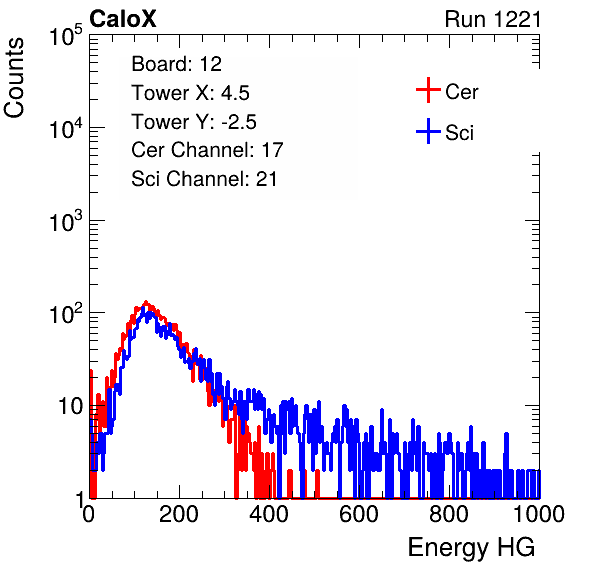 CaloX Run 1221
Counts
Board: 12
Tower X: 4.5
Tower Y: -2.5
Cer Channel: 17
Sci Channel: 21
Cer
Sci
10^5
10^4
10^3
10^2
10
1
0 200 400 600 800 1000
Energy HG